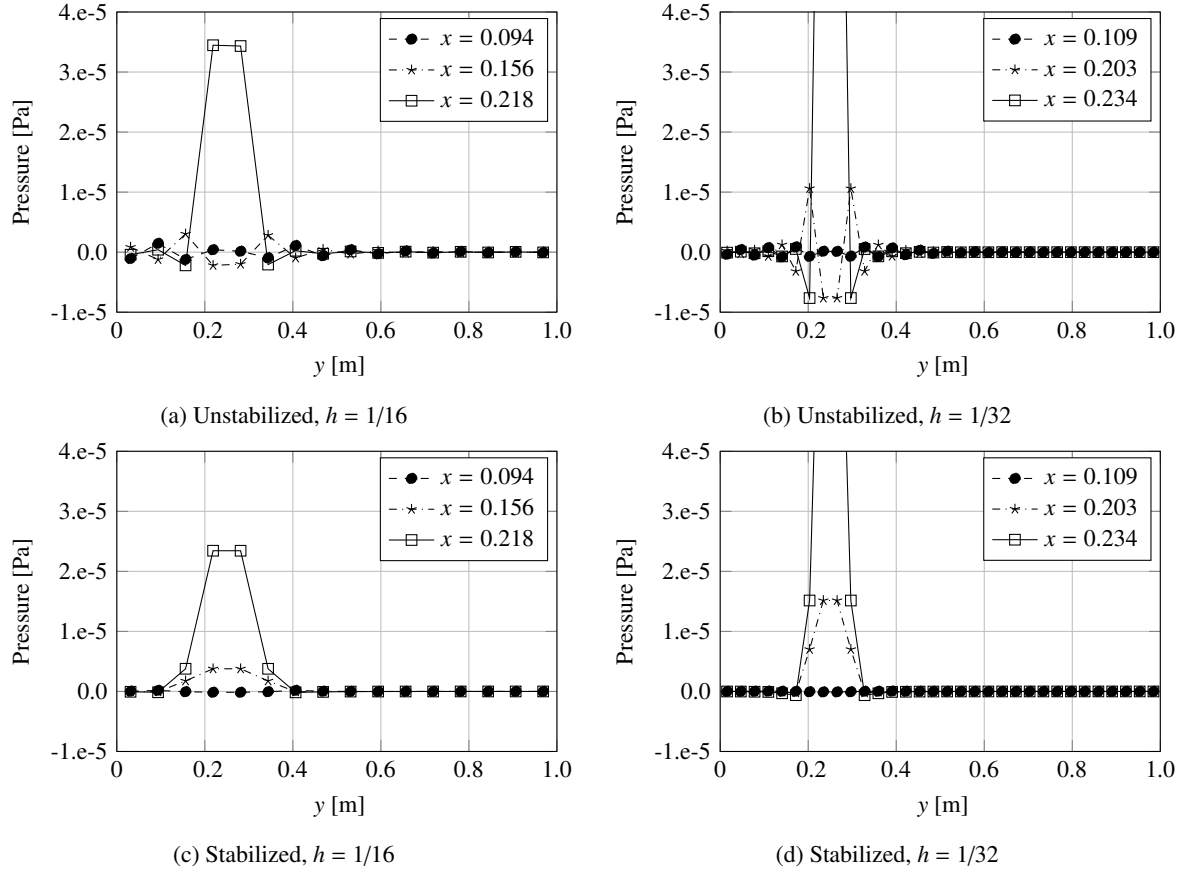 4.e-5
3.e-5
2.e-5
1.e-5
0.0
-1.e-5
Pressure [Pa]
0 0.2 0.4 0.6 0.8 1.0
y [m]
x = 0.094
x = 0.156
x = 0.218
(a) Unstabilized, h = 1/16
4.e-5
3.e-5
2.e-5
1.e-5
0.0
-1.e-5
Pressure [Pa]
0 0.2 0.4 0.6 0.8 1.0
y [m]
x = 0.109
x = 0.203
x = 0.234
(b) Unstabilized, h = 1/32
4.e-5
3.e-5
2.e-5
1.e-5
0.0
-1.e-5
Pressure [Pa]
0 0.2 0.4 0.6 0.8 1.0
y [m]
x = 0.094
x = 0.156
x = 0.218
(c) Stabilized, h = 1/16
4.e-5
3.e-5
2.e-5
1.e-5
0.0
-1.e-5
Pressure [Pa]
0 0.2 0.4 0.6 0.8 1.0
y [m]
x = 0.109
x = 0.203
x = 0.234
(d) Stabilized, h = 1/32